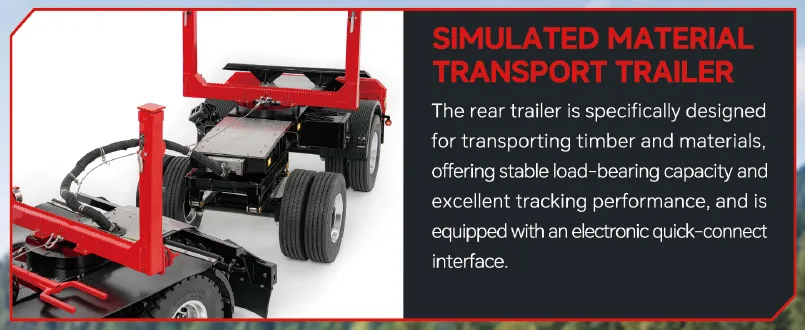 SIMULATED MATERIAL
TRANSPORT TRAILER
The rear trailer is specifically designed
for transporting timber and materials,
offering stable load-bearing capacity and
excellent tracking performance, and is
equipped with an electronic quick-connect
interface.